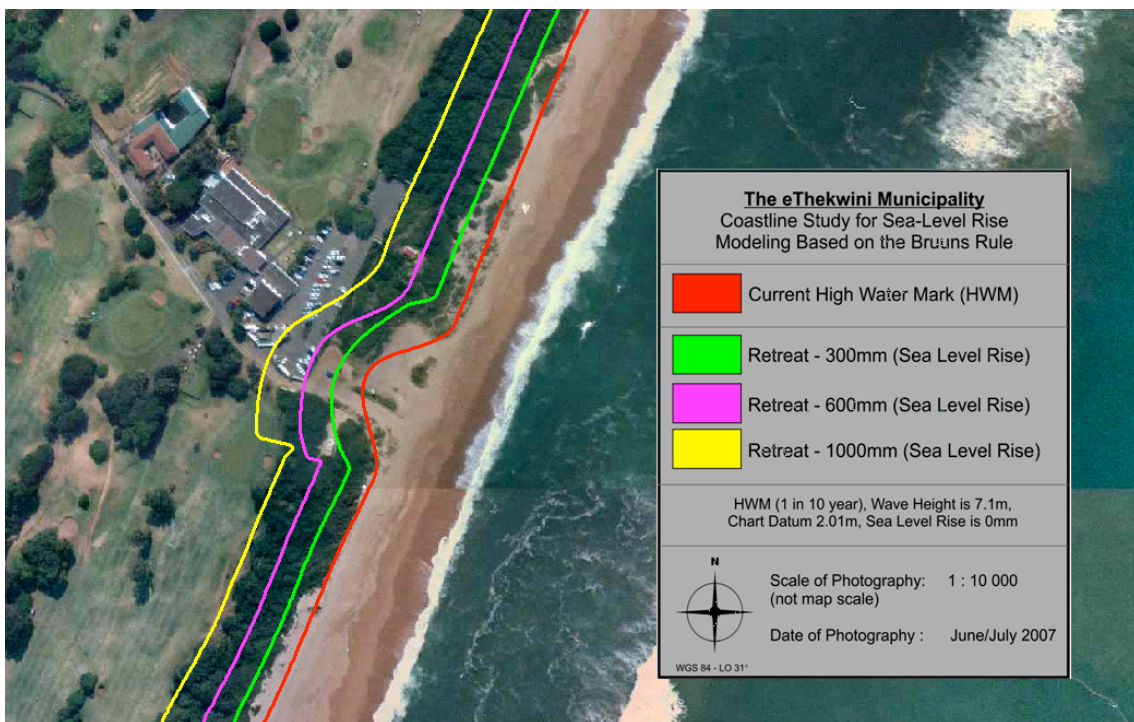 The eThekwini Municipality
Coastline Study for Sea-Level Rise
Modeling Based on the Bruuns Rule
Current High Water Mark (HWM)
Retreat - 300mm (Sea Level Rise)
Retreat - 600mm (Sea Level Rise)
Retreat - 1000mm (Sea Level Rise)
HWM (1 in 10 year), Wave Height is 7.1m,
Chart Datum 2.01m, Sea Level Rise is 0mm
N
Scale of Photography: 1 : 10 000
(not map scale)
Date of Photography : June/July 2007
WGS 84 - LO 31°